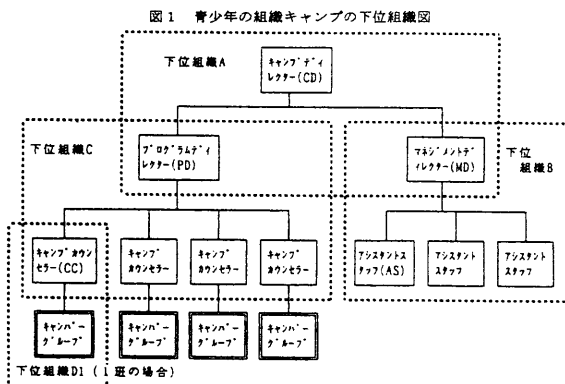 図1 青少年の組織キャンプの下位組織図
下位組織A
キャンプディ
レクター(CD)
下位組織C
プログラムディ
レクター(PD)
マネジメントデ
ィレクター(MD)
下位
組織B
キャンプカウン
セラー(CC)
キャンプ
カウンセラー
キャンプ
カウンセラー
キャンプ
カウンセラー
アシスタントス
タッフ(AS)
アシスタント
スタッフ
アシスタント
スタッフ
キャンパー
グループ
キャンパー
グループ
キャンパー
グループ
キャンパー
グループ
下位組織D1(1班の場合)